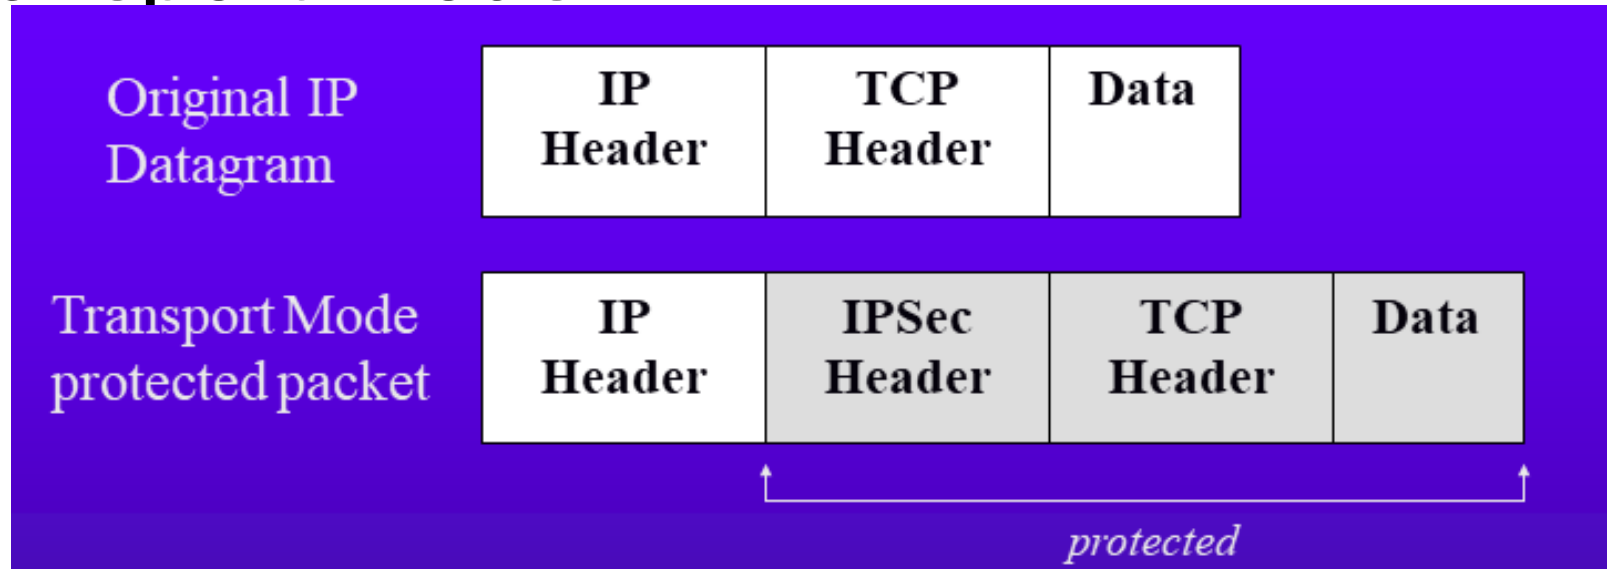 Original IP
Datagram
IP
Header
TCP
Header
Data
Transport Mode
protected packet
IP
Header
IPSec
Header
TCP
Header
Data
protected